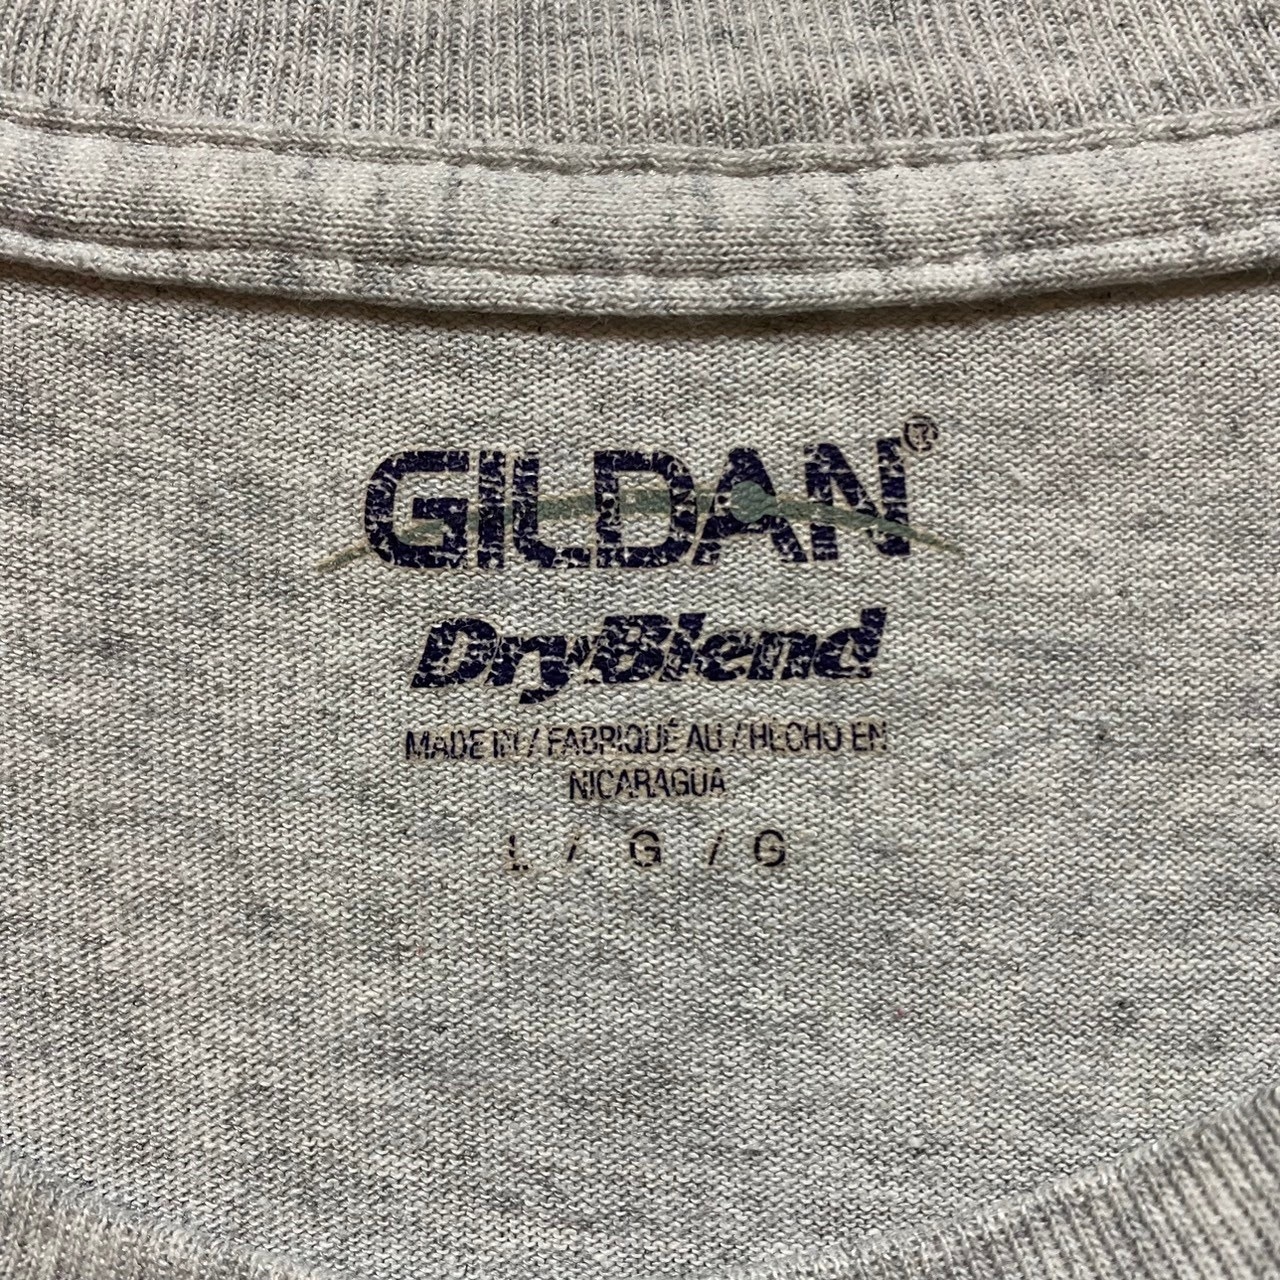 GILDAN®
DryBlend
MADE IN / FABRIQUÉ AU / HECHO EN
NICARAGUA
L / G / G